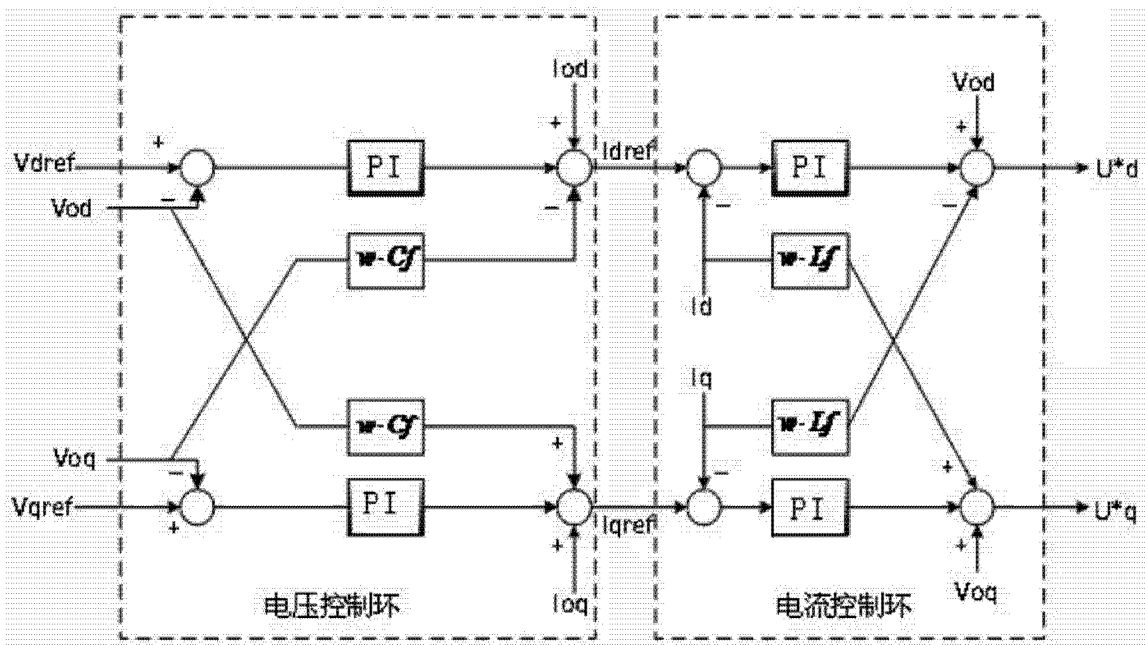 Iod
Vod
Vdref
+
+
+
PI
Idref
PI
U*d
Vod
−
−
−
−
w-Cf
w-Lf
Id
Iq
w-Cf
w-Lf
Voq
−
+
−
+
Vqref
+
PI
Iqref
PI
U*q
+
+
电压控制环
Ioq
电流控制环
Voq